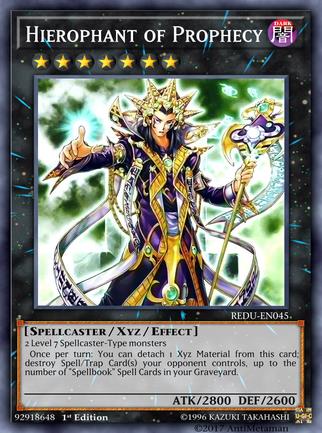 HIEROPHANT OF PROPHECY
DARK
闇
REDU-EN045
[SPELLCASTER / XYZ / EFFECT]
2 Level 7 Spellcaster-Type monsters
Once per turn: You can detach 1 Xyz Material from this card;
destroy Spell/Trap Card(s) your opponent controls, up to
the number of "Spellbook" Spell Cards in your Graveyard.
ATK/2800 DEF/2600
92918648 1st Edition ©1996 KAZUKI TAKAHASHI
©2017 AntiMetaman